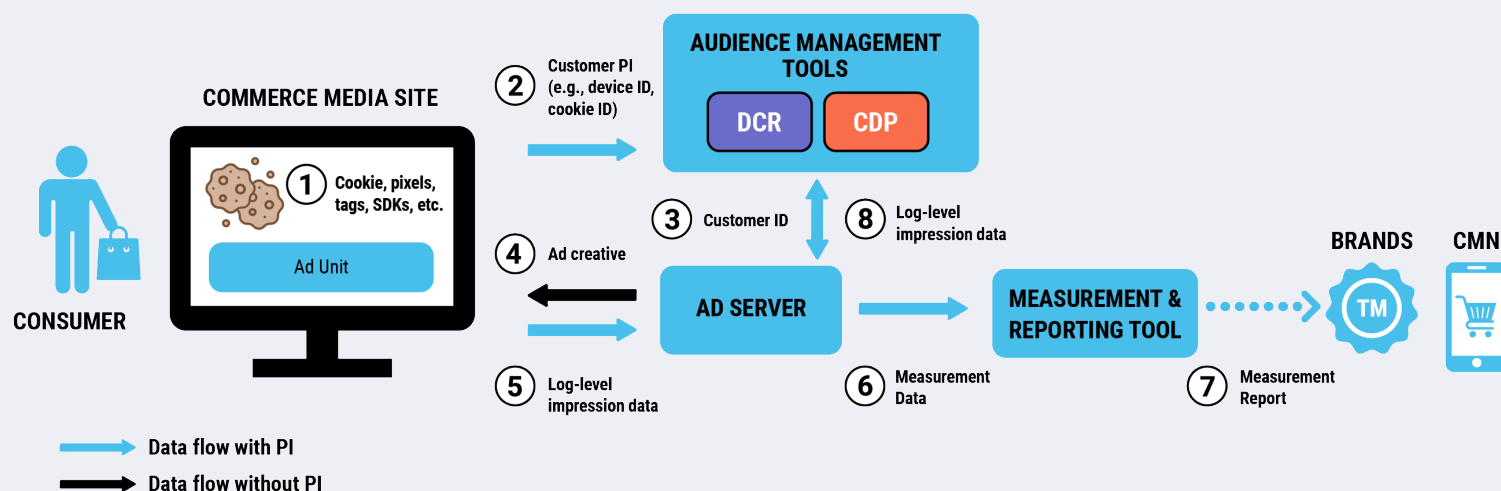 AUDIENCE MANAGEMENT
TOOLS
DCR
CDP
2
Customer PI
(e.g., device ID,
cookie ID)
COMMERCE MEDIA SITE
1
Cookie, pixels,
tags, SDKs, etc.
Ad Unit
CONSUMER
3
Customer ID
8
Log-level
impression data
4
Ad creative
AD SERVER
5
Log-level
impression data
6
Measurement
Data
MEASUREMENT &
REPORTING TOOL
7
Measurement
Report
BRANDS
TM
CMN
Data flow with PI
Data flow without PI